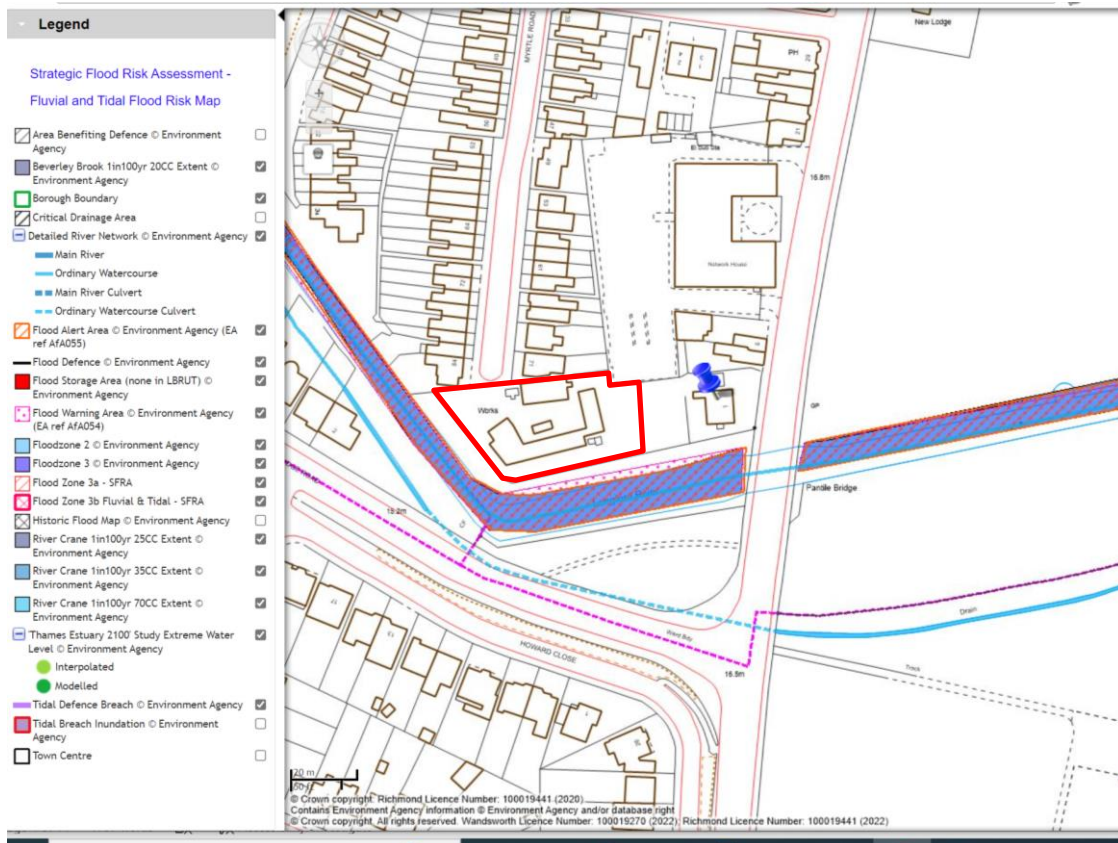 Legend
Strategic Flood Risk Assessment -
Fluvial and Tidal Flood Risk Map
Area Benefiting Defence © Environment
Agency
Beverley Brook 1in100yr 20CC Extent ©
Environment Agency
Borough Boundary
Critical Drainage Area
Detailed River Network © Environment Agency
Main River
Ordinary Watercourse
Main River Culvert
Ordinary Watercourse Culvert
Flood Alert Area © Environment Agency (EA
ref AfA055)
Flood Defence © Environment Agency
Flood Storage Area (none in LBRUT) ©
Environment Agency
Flood Warning Area © Environment Agency
(EA ref AfA054)
Floodzone 2 © Environment Agency
Floodzone 3 © Environment Agency
Flood Zone 3a - SFRA
Flood Zone 3b Fluvial & Tidal - SFRA
Historic Flood Map © Environment Agency
River Crane 1in100yr 25CC Extent ©
Environment Agency
River Crane 1in100yr 35CC Extent ©
Environment Agency
River Crane 1in100yr 70CC Extent ©
Environment Agency
'Thames Estuary 2100' Study Extreme Water
Level © Environment Agency
Interpolated
Modelled
Tidal Defence Breach © Environment Agency
Tidal Breach Inundation © Environment
Agency
Town Centre
New Lodge
MYRTLE ROAD
PH
El Sub Sta
16.8m
Network House
Works
GP
Pantile Bridge
15.2m
Ward Bdy
Drain
HOWARD CLOSE
Track
16.5m
20 m
© Crown copyright. Richmond Licence Number: 100019441 (2020)
Contains Environment Agency information © Environment Agency and/or database right
© Crown copyright. All rights reserved. Wandsworth Licence Number: 100019270 (2022); Richmond Licence Number: 100019441 (2022)